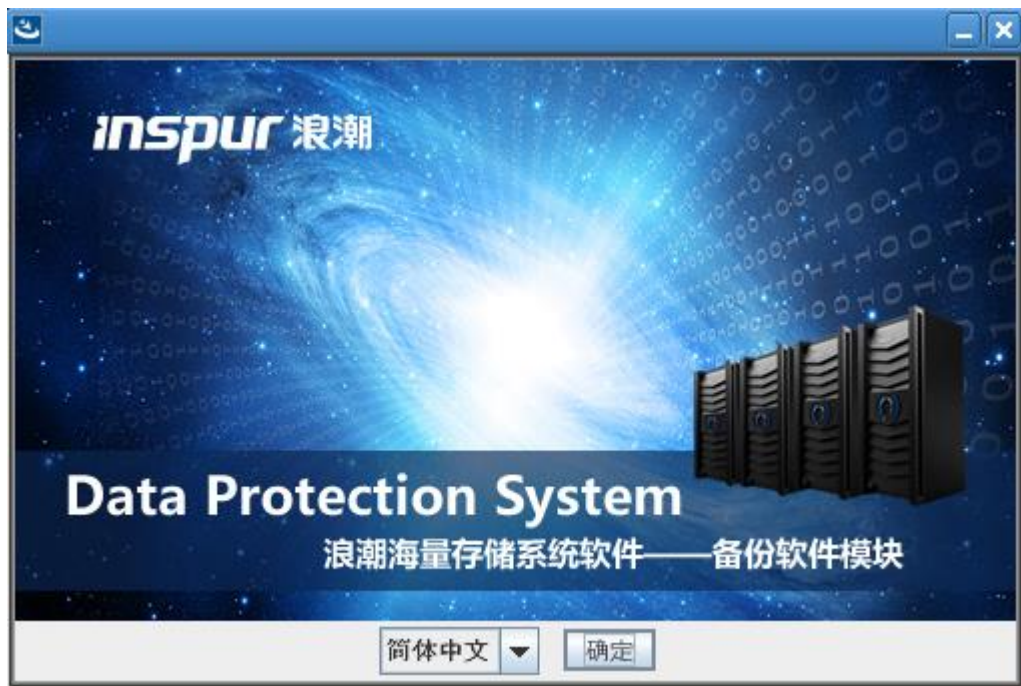 inspur 浪潮
Data Protection System
浪潮海量存储系统软件——备份软件模块
简体中文
确定